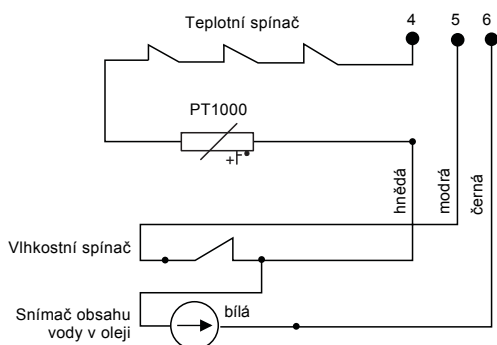 Teplotní spínač
4 5 6
PT1000
+F
hnědá
modrá
černá
Vlhkostní spínač
bílá
Snímač obsahu
vody v oleji